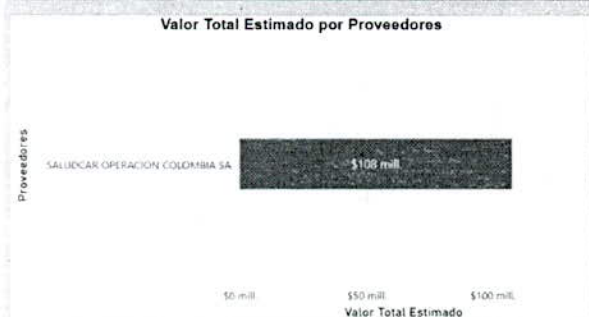 Valor Total Estimado por Proveedores
Proveedores
SALUDCAR OPERACION COLOMBIA SA
$108 mill.
$0 mill.
$50 mill.
$100 mill.
Valor Total Estimado